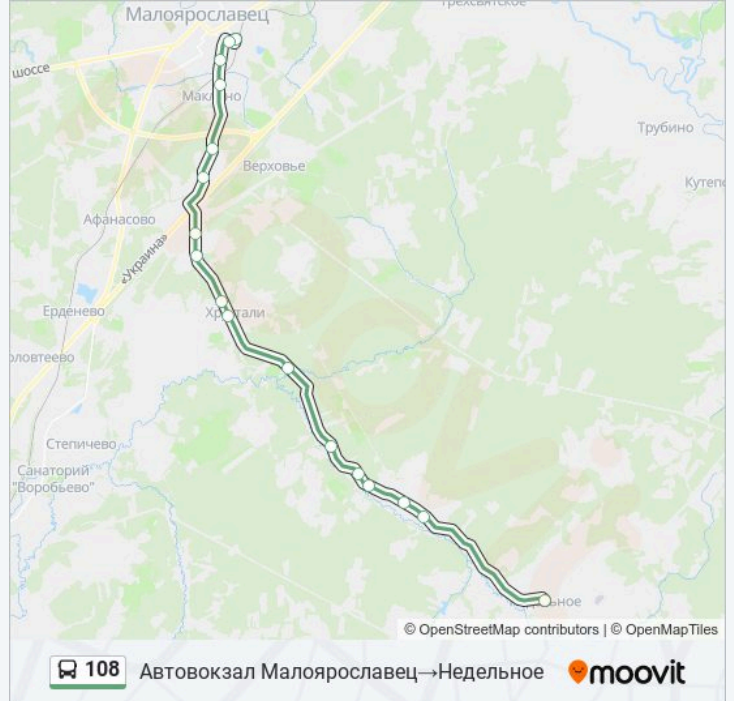 Трехсвятское
Малоярославец
шоссе
Трубино
Верховье
Афанасово
«Украина»
Ерденево
Степичево
Санаторий
"Воробьево"
© OpenStreetMap contributors | © OpenMapTiles
108 Автовокзал Малоярославец→Недельное moovit